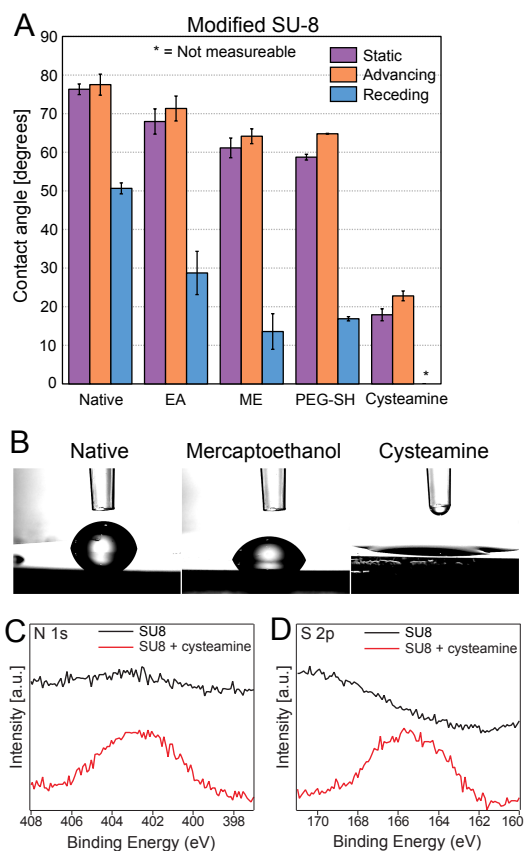 A
Modified SU-8
* = Not measureable
Static
Advancing
Receding
Contact angle [degrees]
90
80
70
60
50
40
30
20
10
0
*
Native EA ME PEG-SH Cysteamine
B
Native Mercaptoethanol Cysteamine
C N 1s
SU8
SU8 + cysteamine
Intensity [a.u.]
408 406 404 402 400 398
Binding Energy (eV)
D S 2p
SU8
SU8 + cysteamine
Intensity [a.u.]
170 168 166 164 162 160
Binding Energy (eV)